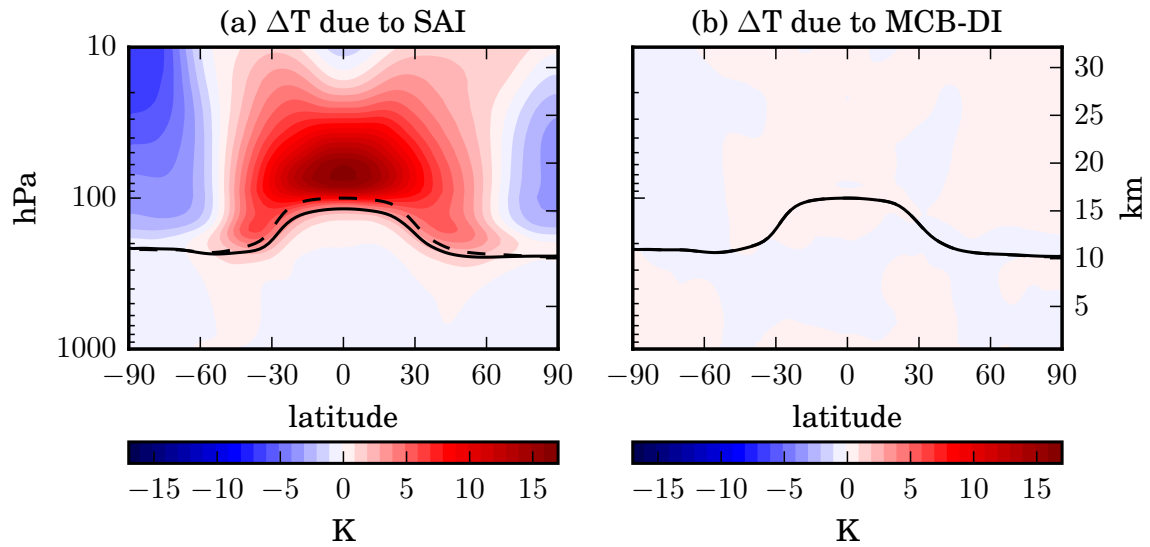 (a) ΔT due to SAI
(b) ΔT due to MCB-DI
10
100
1000
hPa
−90 −60 −30 0 30 60 90
latitude
−15 −10 −5 0 5 10 15
K
30
25
20
15
10
5
km
−90 −60 −30 0 30 60 90
latitude
−15 −10 −5 0 5 10 15
K